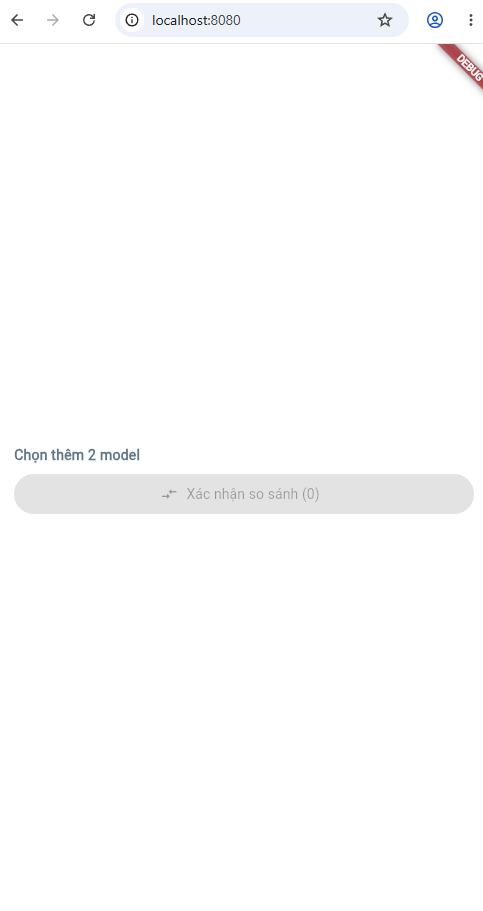 localhost:8080
DEBUG
Chọn thêm 2 model
Xác nhận so sánh (0)